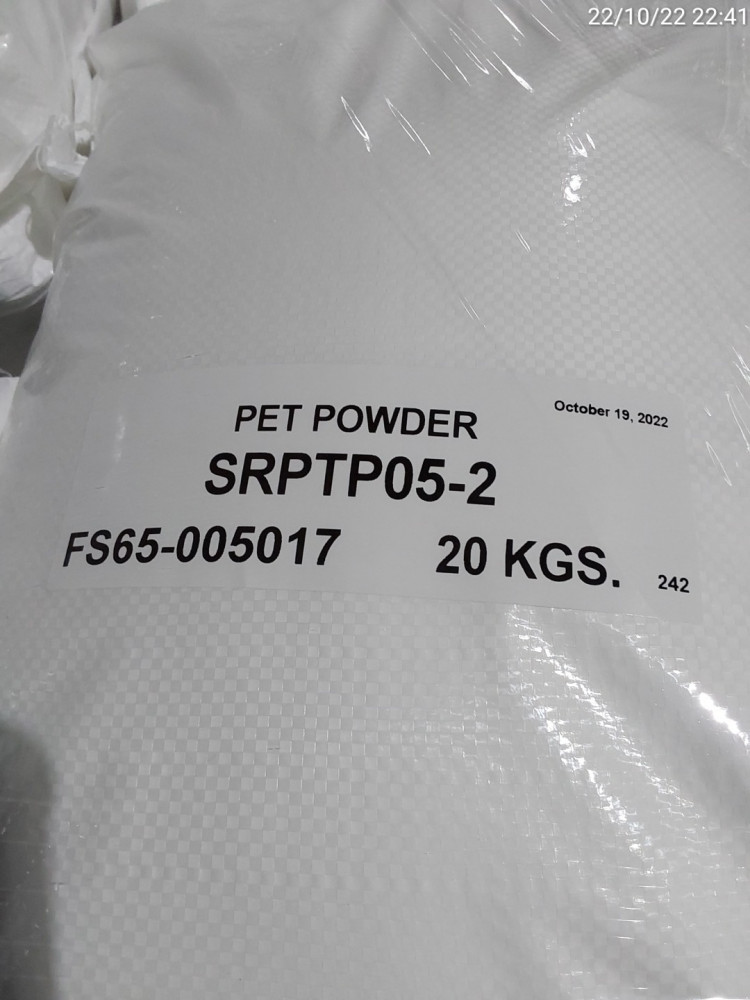 22/10/22 22:41
PET POWDER
October 19, 2022
SRPTP05-2
FS65-005017 20 KGS. 242